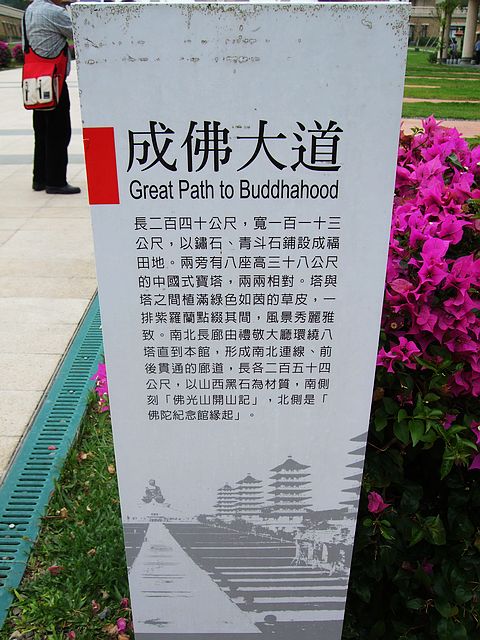 成佛大道
Great Path to Buddhahood
長二百四十公尺，寬一百一十三
公尺，以鏽石、青斗石鋪設成福
田地。兩旁有八座高三十八公尺
的中國式寶塔，兩兩相對。塔與
塔之間植滿綠色如茵的草皮，一
排紫羅蘭點綴其間，風景秀麗雅
致。南北長廊由禮敬大廳環繞八
塔直到本館，形成南北連線、前
後貫通的廊道，長各二百五十四
公尺，以山西黑石為材質，南側
刻「佛光山開山記」，北側是「
佛陀紀念館緣起」。